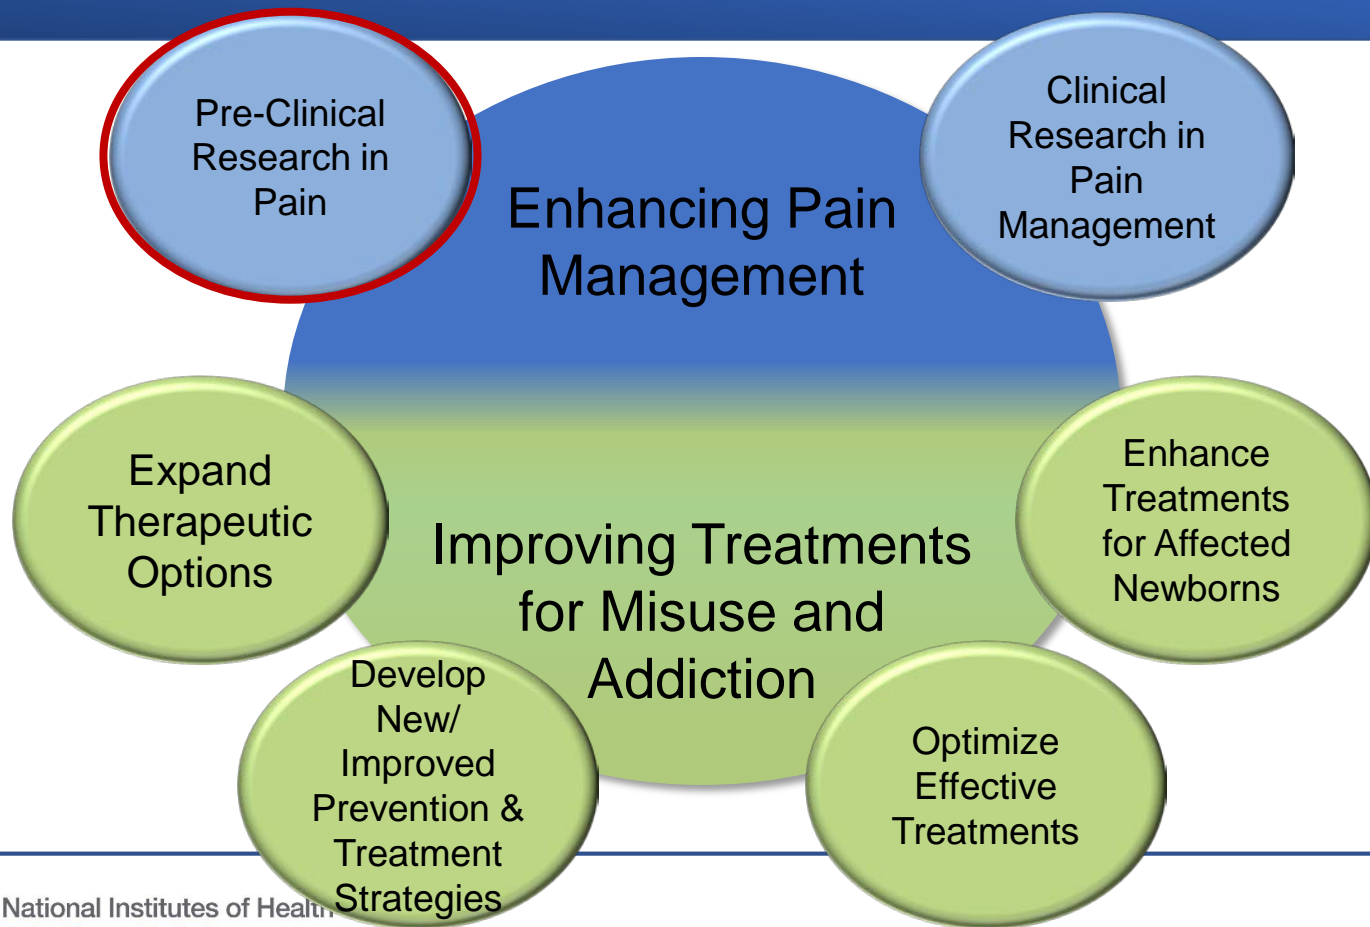 Pre-Clinical
Research in
Pain
Clinical
Research in
Pain
Management
Enhancing Pain
Management
Expand
Therapeutic
Options
Enhance
Treatments
for Affected
Newborns
Improving Treatments
for Misuse and
Addiction
Develop
New/
Improved
Prevention &
Treatment
Strategies
Optimize
Effective
Treatments
National Institutes of Health